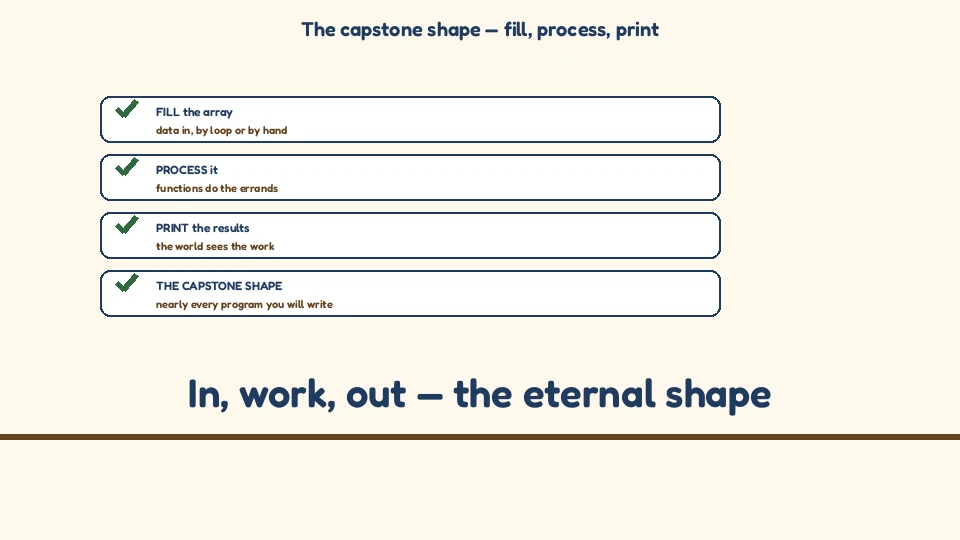 The capstone shape — fill, process, print
FILL the array
data in, by loop or by hand
PROCESS it
functions do the errands
PRINT the results
the world sees the work
THE CAPSTONE SHAPE
nearly every program you will write
In, work, out — the eternal shape